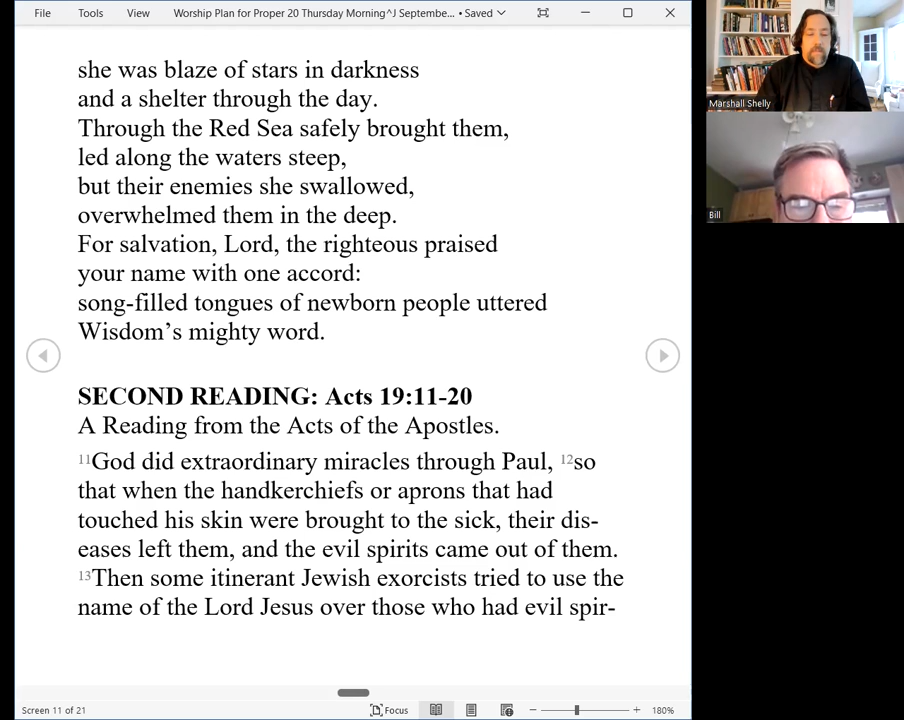 File Tools View Worship Plan for Proper 20 Thursday Morning^J Septembe... • Saved
she was blaze of stars in darkness
and a shelter through the day.
Through the Red Sea safely brought them,
led along the waters steep,
but their enemies she swallowed,
overwhelmed them in the deep.
For salvation, Lord, the righteous praised
your name with one accord:
song-filled tongues of newborn people uttered
Wisdom’s mighty word.
SECOND READING: Acts 19:11-20
A Reading from the Acts of the Apostles.
11God did extraordinary miracles through Paul, 12so
that when the handkerchiefs or aprons that had
touched his skin were brought to the sick, their dis-
eases left them, and the evil spirits came out of them.
13Then some itinerant Jewish exorcists tried to use the
name of the Lord Jesus over those who had evil spir-
Screen 11 of 21 Focus 180%
Marshall Shelly
Bill